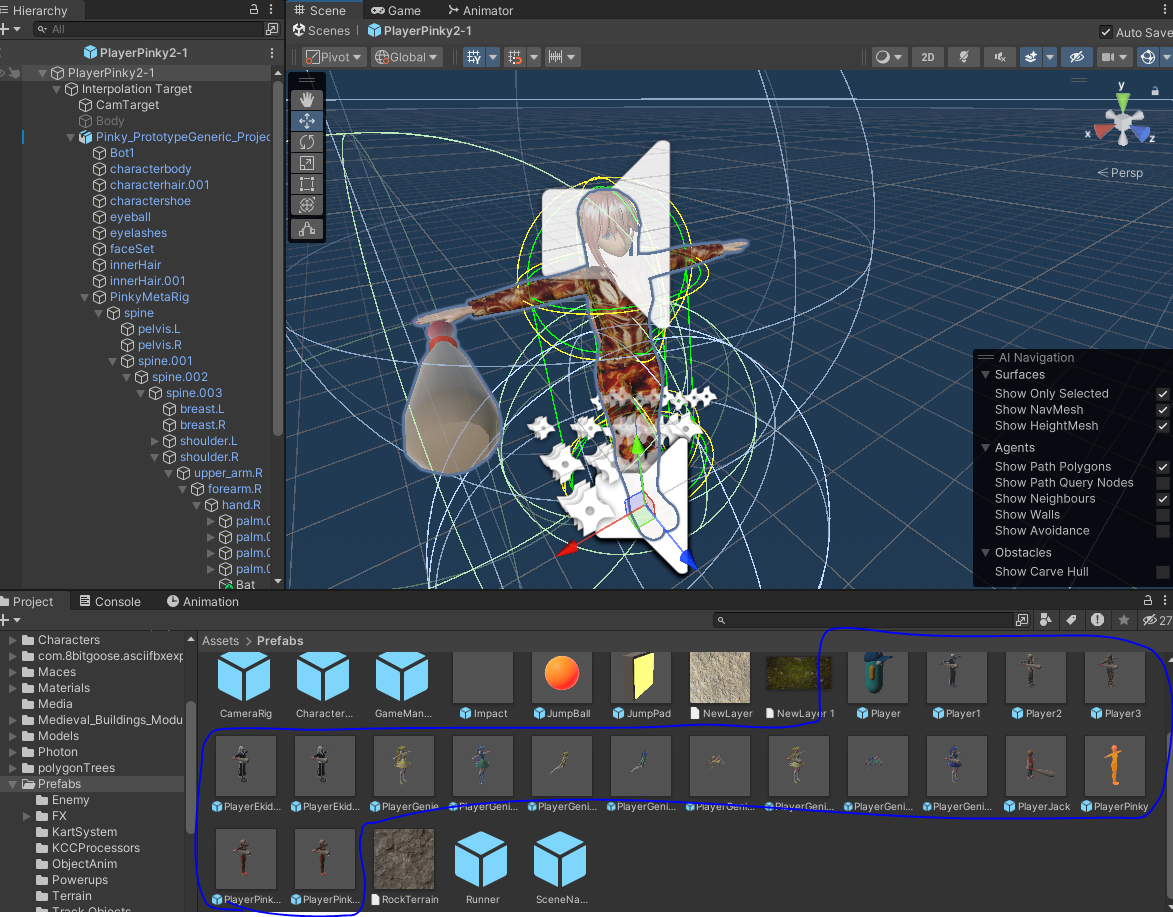 Hierarchy
Scene
Game
Animator
All
Scenes
PlayerPinky2-1
Auto Save
PlayerPinky2-1
Pivot
Global
2D
PlayerPinky2-1
Interpolation Target
CamTarget
Body
Pinky_PrototypeGeneric_Projec
Bot1
characterbody
characterhair.001
charactershoe
eyeball
eyelashes
faceSet
innerHair
innerHair.001
PinkyMetaRig
spine
pelvis.L
pelvis.R
spine.001
spine.002
spine.003
breast.L
breast.R
shoulder.L
shoulder.R
upper_arm.R
forearm.R
hand.R
palm.0
palm.0
palm.0
palm.0
Bat
y
x
z
Persp
AI Navigation
Surfaces
Show Only Selected
Show NavMesh
Show HeightMesh
Agents
Show Path Polygons
Show Path Query Nodes
Show Neighbours
Show Walls
Show Avoidance
Obstacles
Show Carve Hull
Project
Console
Animation
27
Characters
com.8bitgoose.asciifbxexp
Maces
Materials
Media
Medieval_Buildings_Modu
Models
Photon
polygonTrees
Prefabs
Enemy
FX
KartSystem
KCCProcessors
ObjectAnim
Powerups
Terrain
Track Objects
Assets > Prefabs
CameraRig
Character...
GameMan...
Impact
JumpBall
JumpPad
NewLayer
NewLayer 1
Player
Player1
Player2
Player3
PlayerEkid...
PlayerEkid...
PlayerGenie
PlayerGeni...
PlayerGeni...
PlayerGeni...
PlayerGeni...
PlayerGeni...
PlayerGeni...
PlayerGeni...
PlayerJack
PlayerPinky
PlayerPink...
PlayerPink...
RockTerrain
Runner
SceneNa...